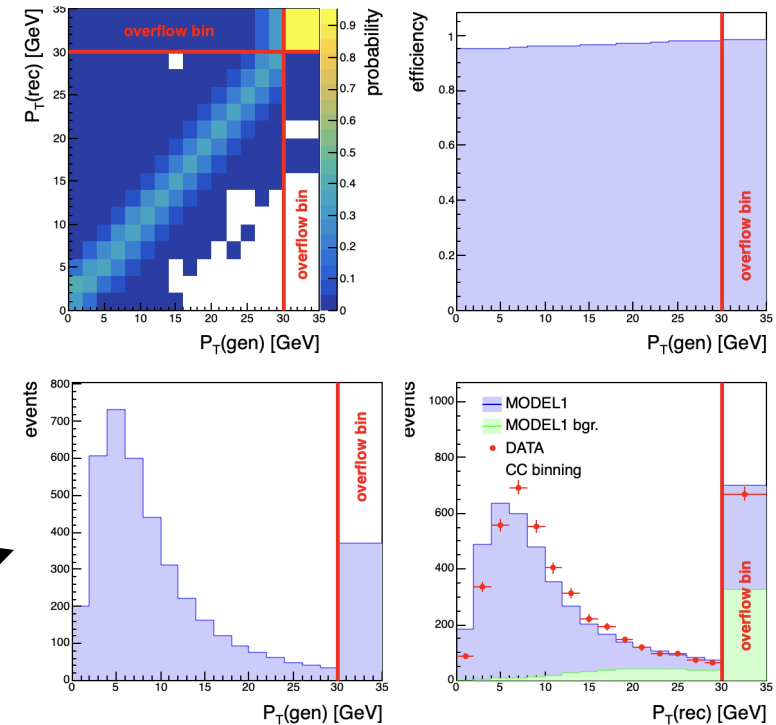 P_T(rec) [GeV]
35
30
25
20
15
10
5
0
overflow bin
overflow bin
0 5 10 15 20 25 30 35
P_T(gen) [GeV]
0.9
0.8
0.7
0.6
0.5
0.4
0.3
0.2
0.1
0
probability
efficiency
1
0.8
0.6
0.4
0.2
0
overflow bin
0 5 10 15 20 25 30 35
P_T(gen) [GeV]
events
800
700
600
500
400
300
200
100
0
overflow bin
0 5 10 15 20 25 30 35
P_T(gen) [GeV]
events
1000
800
600
400
200
0
MODEL1
MODEL1 bgr.
DATA
CC binning
overflow bin
0 5 10 15 20 25 30 35
P_T(rec) [GeV]